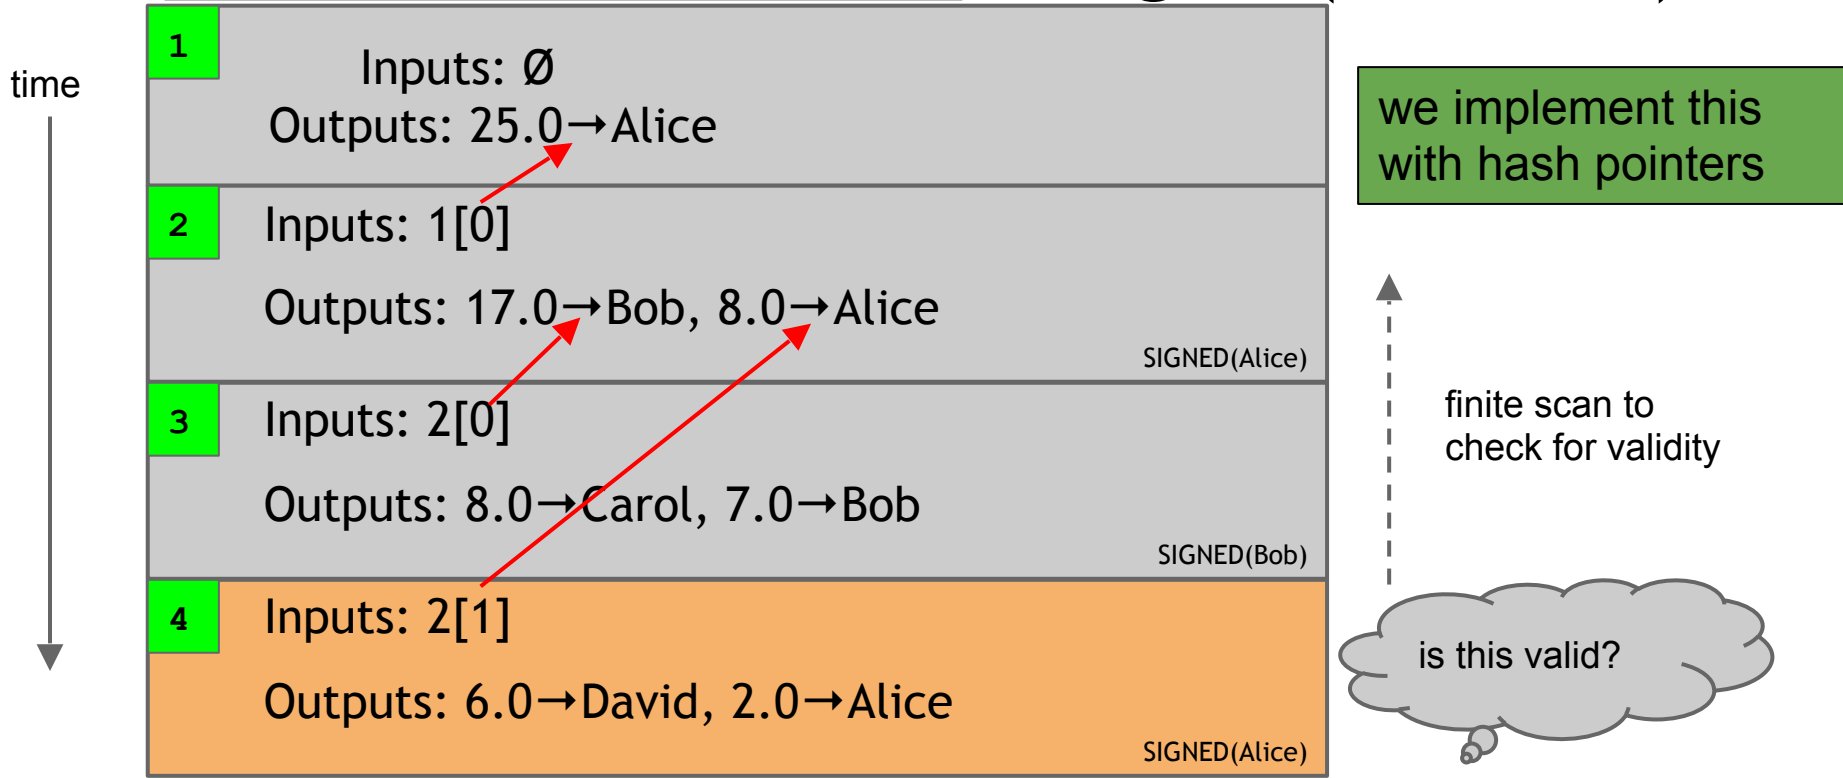 time
1
Inputs: Ø
Outputs: 25.0→Alice
2
Inputs: 1[0]
Outputs: 17.0→Bob, 8.0→Alice
SIGNED(Alice)
3
Inputs: 2[0]
Outputs: 8.0→Carol, 7.0→Bob
SIGNED(Bob)
4
Inputs: 2[1]
Outputs: 6.0→David, 2.0→Alice
SIGNED(Alice)
we implement this
with hash pointers
finite scan to
check for validity
is this valid?